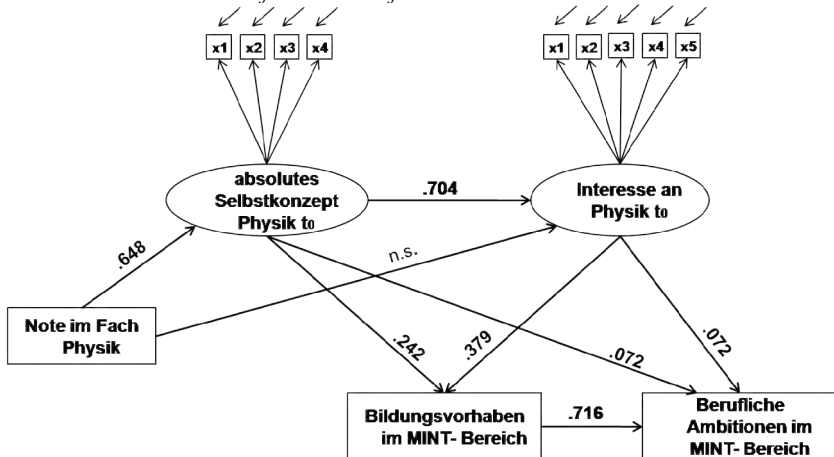 x1 x2 x3 x4
x1 x2 x3 x4 x5
absolutes
Selbstkonzept
Physik t0
.704
Interesse an
Physik t0
.648
n.s.
Note im Fach
Physik
.242
.379
.072
.072
Bildungsvorhaben
im MINT- Bereich
.716
Berufliche
Ambitionen im
MINT- Bereich